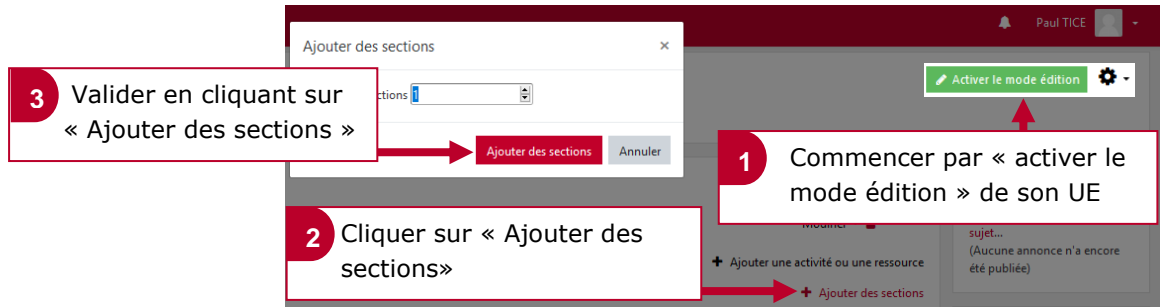 Paul TICE
Ajouter des sections ×
Activer le mode édition
3 Valider en cliquant sur
« Ajouter des sections »
ctions 1
Ajouter des sections Annuler
1 Commencer par « activer le
mode édition » de son UE
2 Cliquer sur « Ajouter des
sections»
sujet...
(Aucune annonce n'a encore
été publiée)
+ Ajouter une activité ou une ressource
+ Ajouter des sections